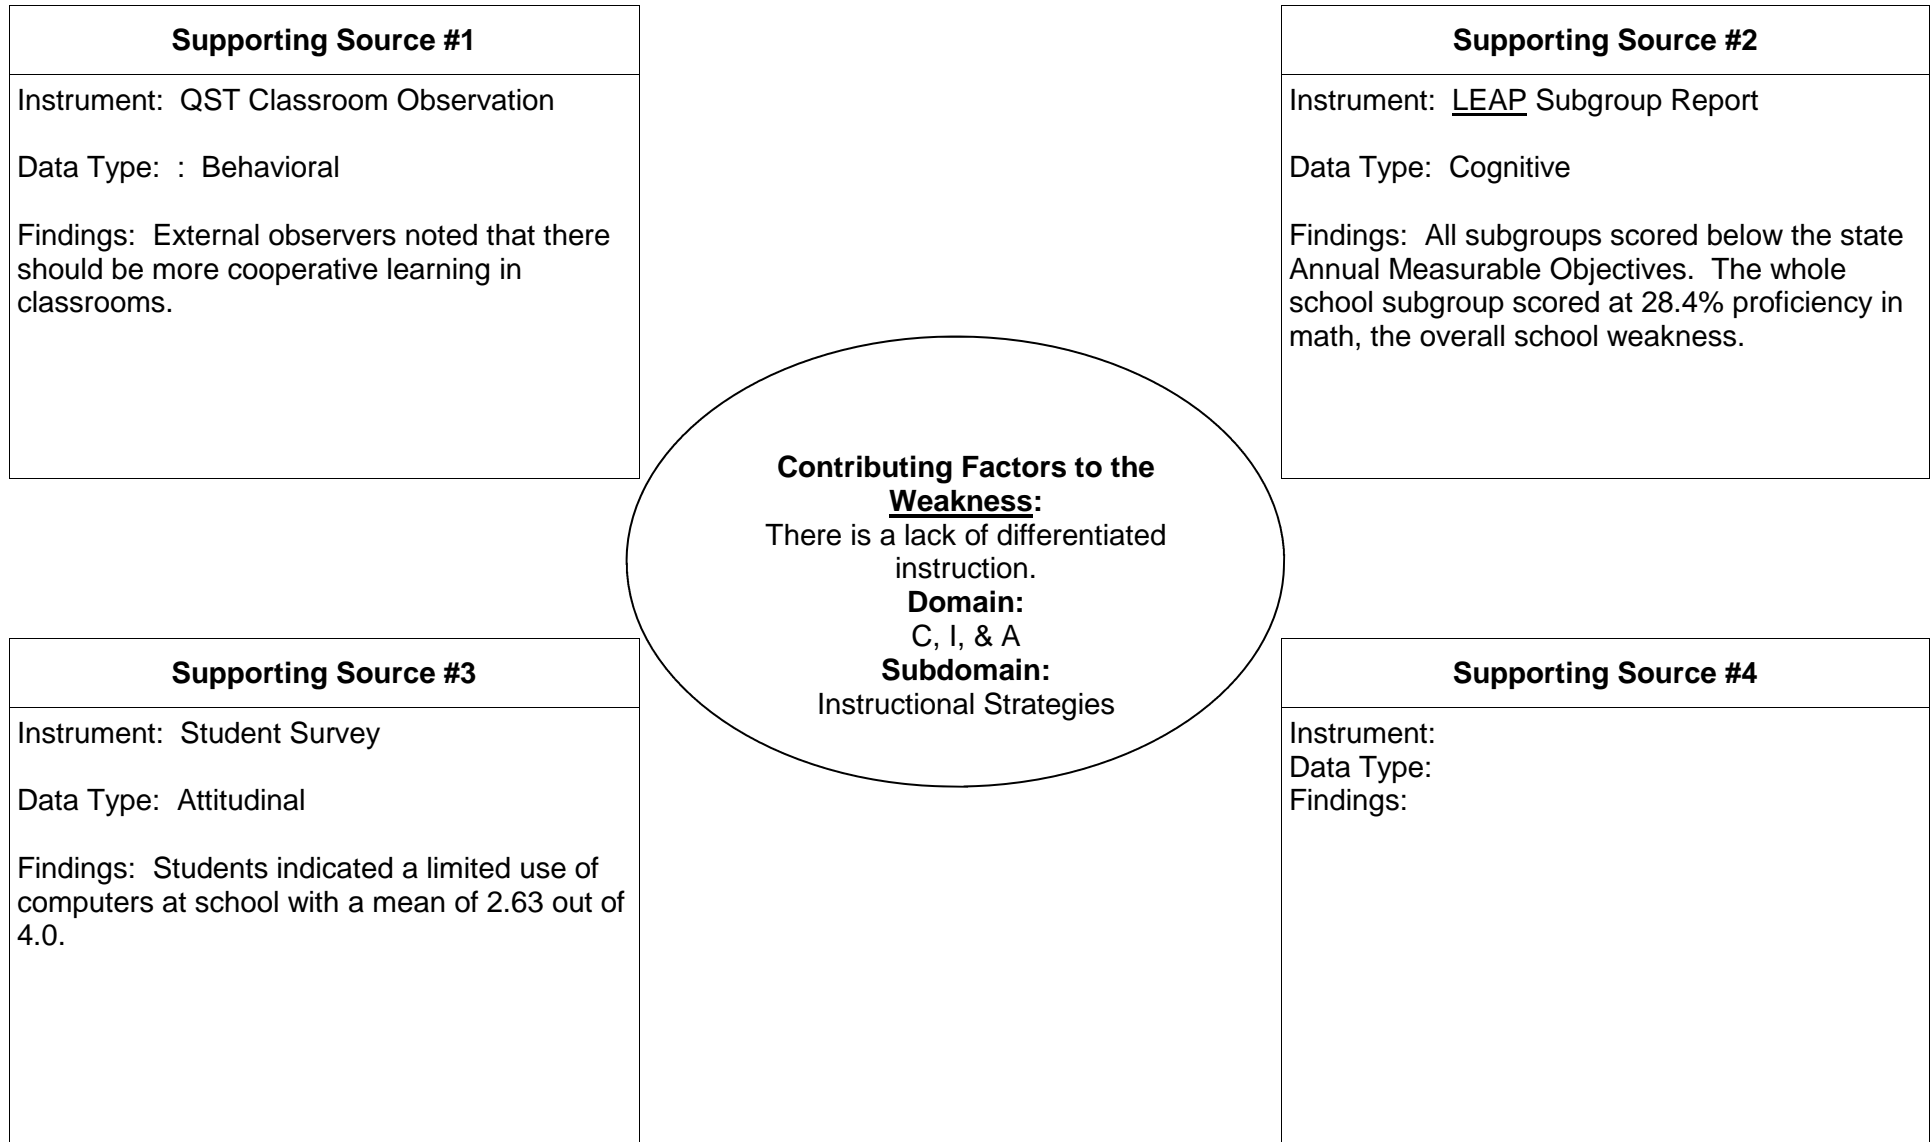 Supporting Source #1
Instrument: QST Classroom Observation
Data Type: : Behavioral
Findings: External observers noted that there
should be more cooperative learning in
classrooms.
Supporting Source #2
Instrument: LEAP Subgroup Report
Data Type: Cognitive
Findings: All subgroups scored below the state
Annual Measurable Objectives. The whole
school subgroup scored at 28.4% proficiency in
math, the overall school weakness.
Contributing Factors to the
Weakness:
There is a lack of differentiated
instruction.
Domain:
C, I, & A
Subdomain:
Instructional Strategies
Supporting Source #3
Instrument: Student Survey
Data Type: Attitudinal
Findings: Students indicated a limited use of
computers at school with a mean of 2.63 out of
4.0.
Supporting Source #4
Instrument:
Data Type:
Findings: